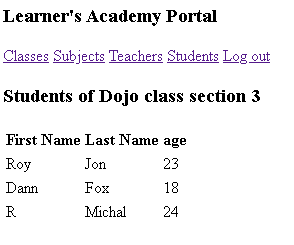 Learner's Academy Portal
Classes Subjects Teachers Students Log out
Students of Dojo class section 3
First Name Last Name age
Roy Jon 23
Dann Fox 18
R Michal 24